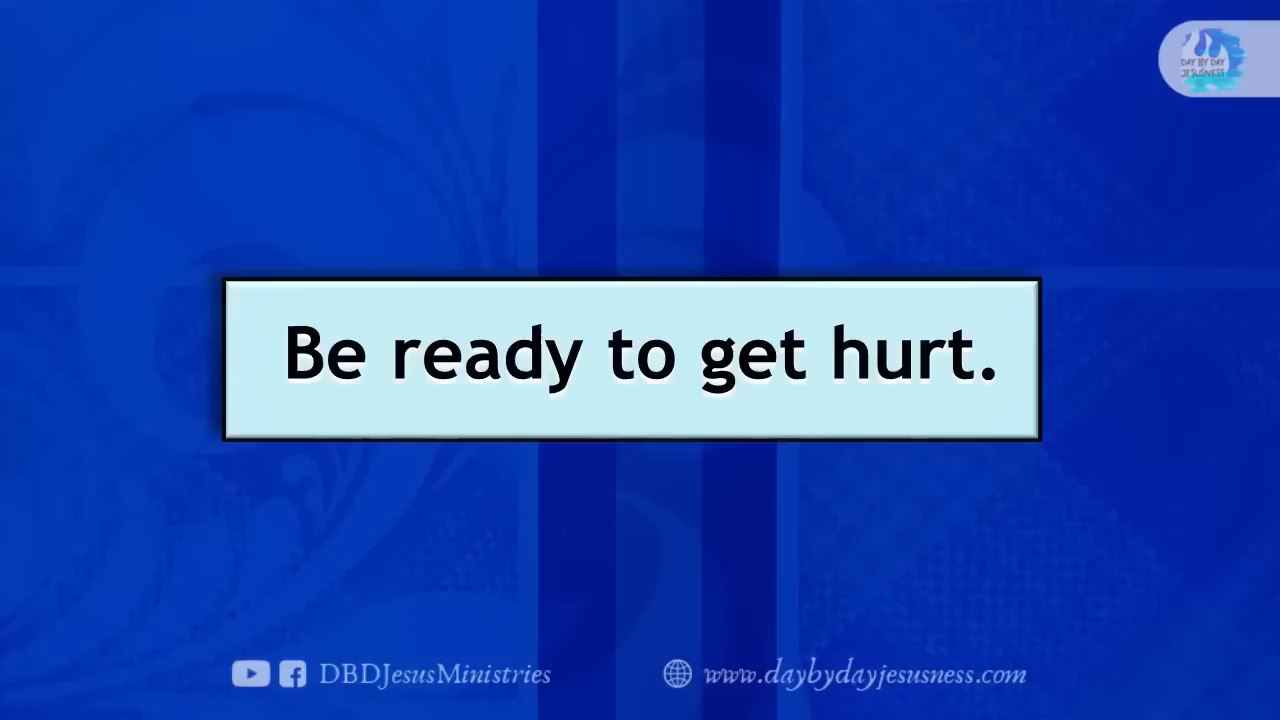 DAY BY DAY
JESUSNESS
Be ready to get hurt.
DBDJesusMinistries
www.daybydayjesusness.com